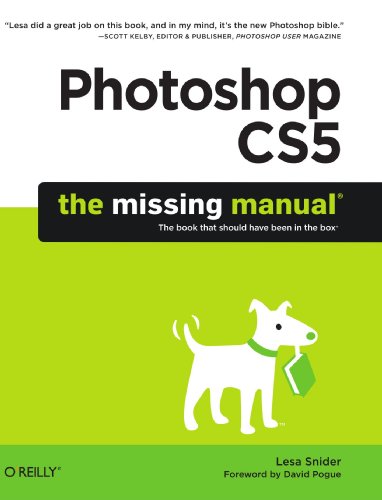 “Lesa did a great job on this book, and in my mind, it’s the new Photoshop bible.”
—SCOTT KELBY, EDITOR & PUBLISHER, PHOTOSHOP USER MAGAZINE
Photoshop
CS5
the missing manual®
The book that should have been in the box®
Lesa Snider
O REILLY®
Foreword by David Pogue